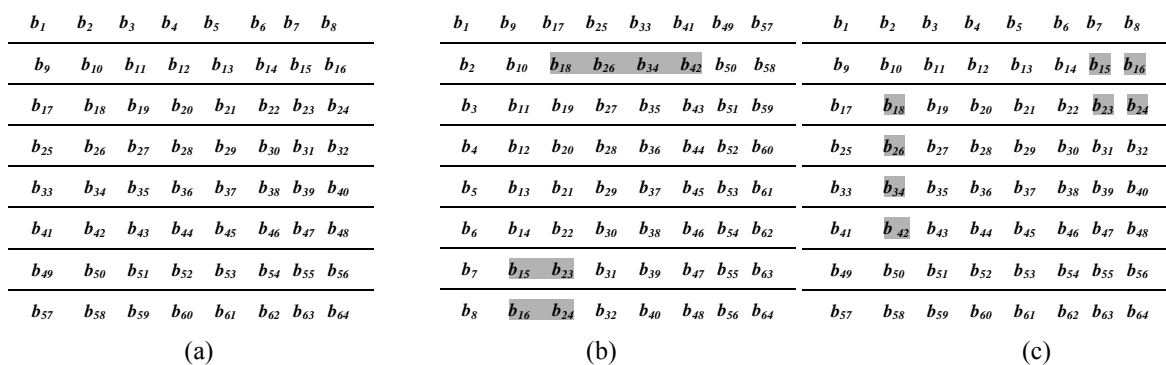 b1 b2 b3 b4 b5 b6 b7 b8
b9 b10 b11 b12 b13 b14 b15 b16
b17 b18 b19 b20 b21 b22 b23 b24
b25 b26 b27 b28 b29 b30 b31 b32
b33 b34 b35 b36 b37 b38 b39 b40
b41 b42 b43 b44 b45 b46 b47 b48
b49 b50 b51 b52 b53 b54 b55 b56
b57 b58 b59 b60 b61 b62 b63 b64
(a)
b1 b9 b17 b25 b33 b41 b49 b57
b2 b10 b18 b26 b34 b42 b50 b58
b3 b11 b19 b27 b35 b43 b51 b59
b4 b12 b20 b28 b36 b44 b52 b60
b5 b13 b21 b29 b37 b45 b53 b61
b6 b14 b22 b30 b38 b46 b54 b62
b7 b15 b23 b31 b39 b47 b55 b63
b8 b16 b24 b32 b40 b48 b56 b64
(b)
b1 b2 b3 b4 b5 b6 b7 b8
b9 b10 b11 b12 b13 b14 b15 b16
b17 b18 b19 b20 b21 b22 b23 b24
b25 b26 b27 b28 b29 b30 b31 b32
b33 b34 b35 b36 b37 b38 b39 b40
b41 b 42 b43 b44 b45 b46 b47 b48
b49 b50 b51 b52 b53 b54 b55 b56
b57 b58 b59 b60 b61 b62 b63 b64
(c)